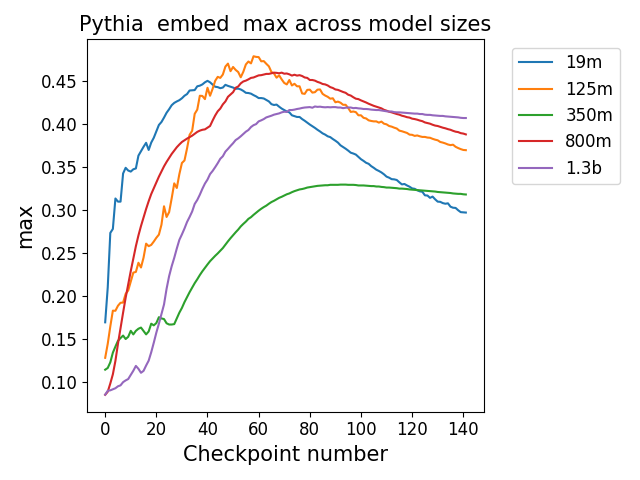 Pythia  embed  max across model sizes
max
0.45
0.40
0.35
0.30
0.25
0.20
0.15
0.10
0 20 40 60 80 100 120 140
Checkpoint number
19m
125m
350m
800m
1.3b